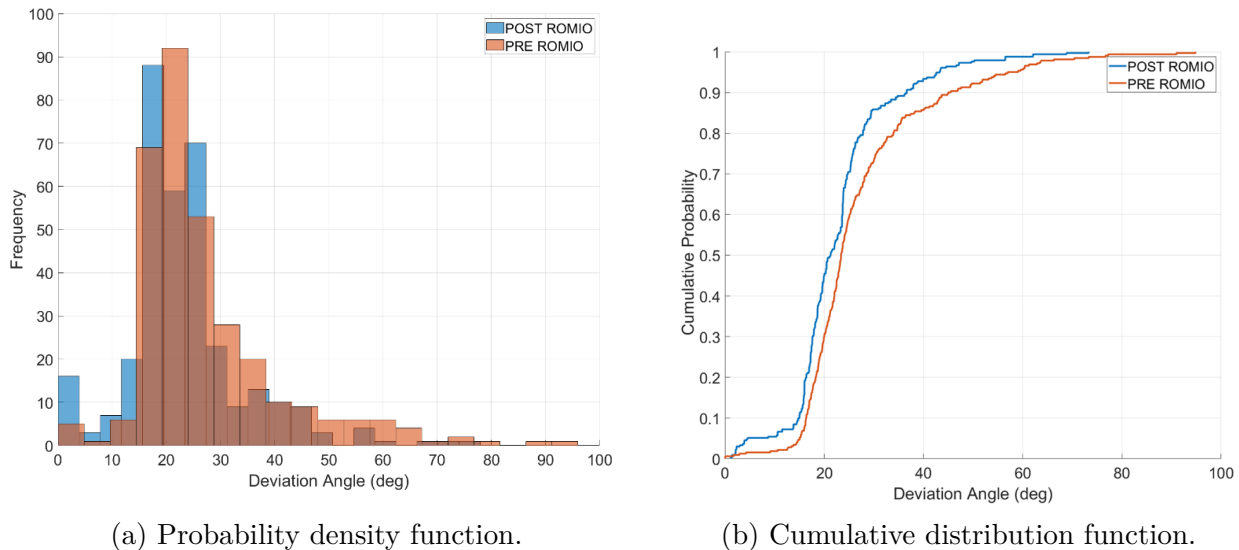 100
90
80
70
60
50
40
30
20
10
0
Frequency
POST ROMIO
PRE ROMIO
0 10 20 30 40 50 60 70 80 90 100
Deviation Angle (deg)
(a) Probability density function.
1
0.9
0.8
0.7
0.6
0.5
0.4
0.3
0.2
0.1
0
Cumulative Probability
POST ROMIO
PRE ROMIO
0 20 40 60 80 100
Deviation Angle (deg)
(b) Cumulative distribution function.